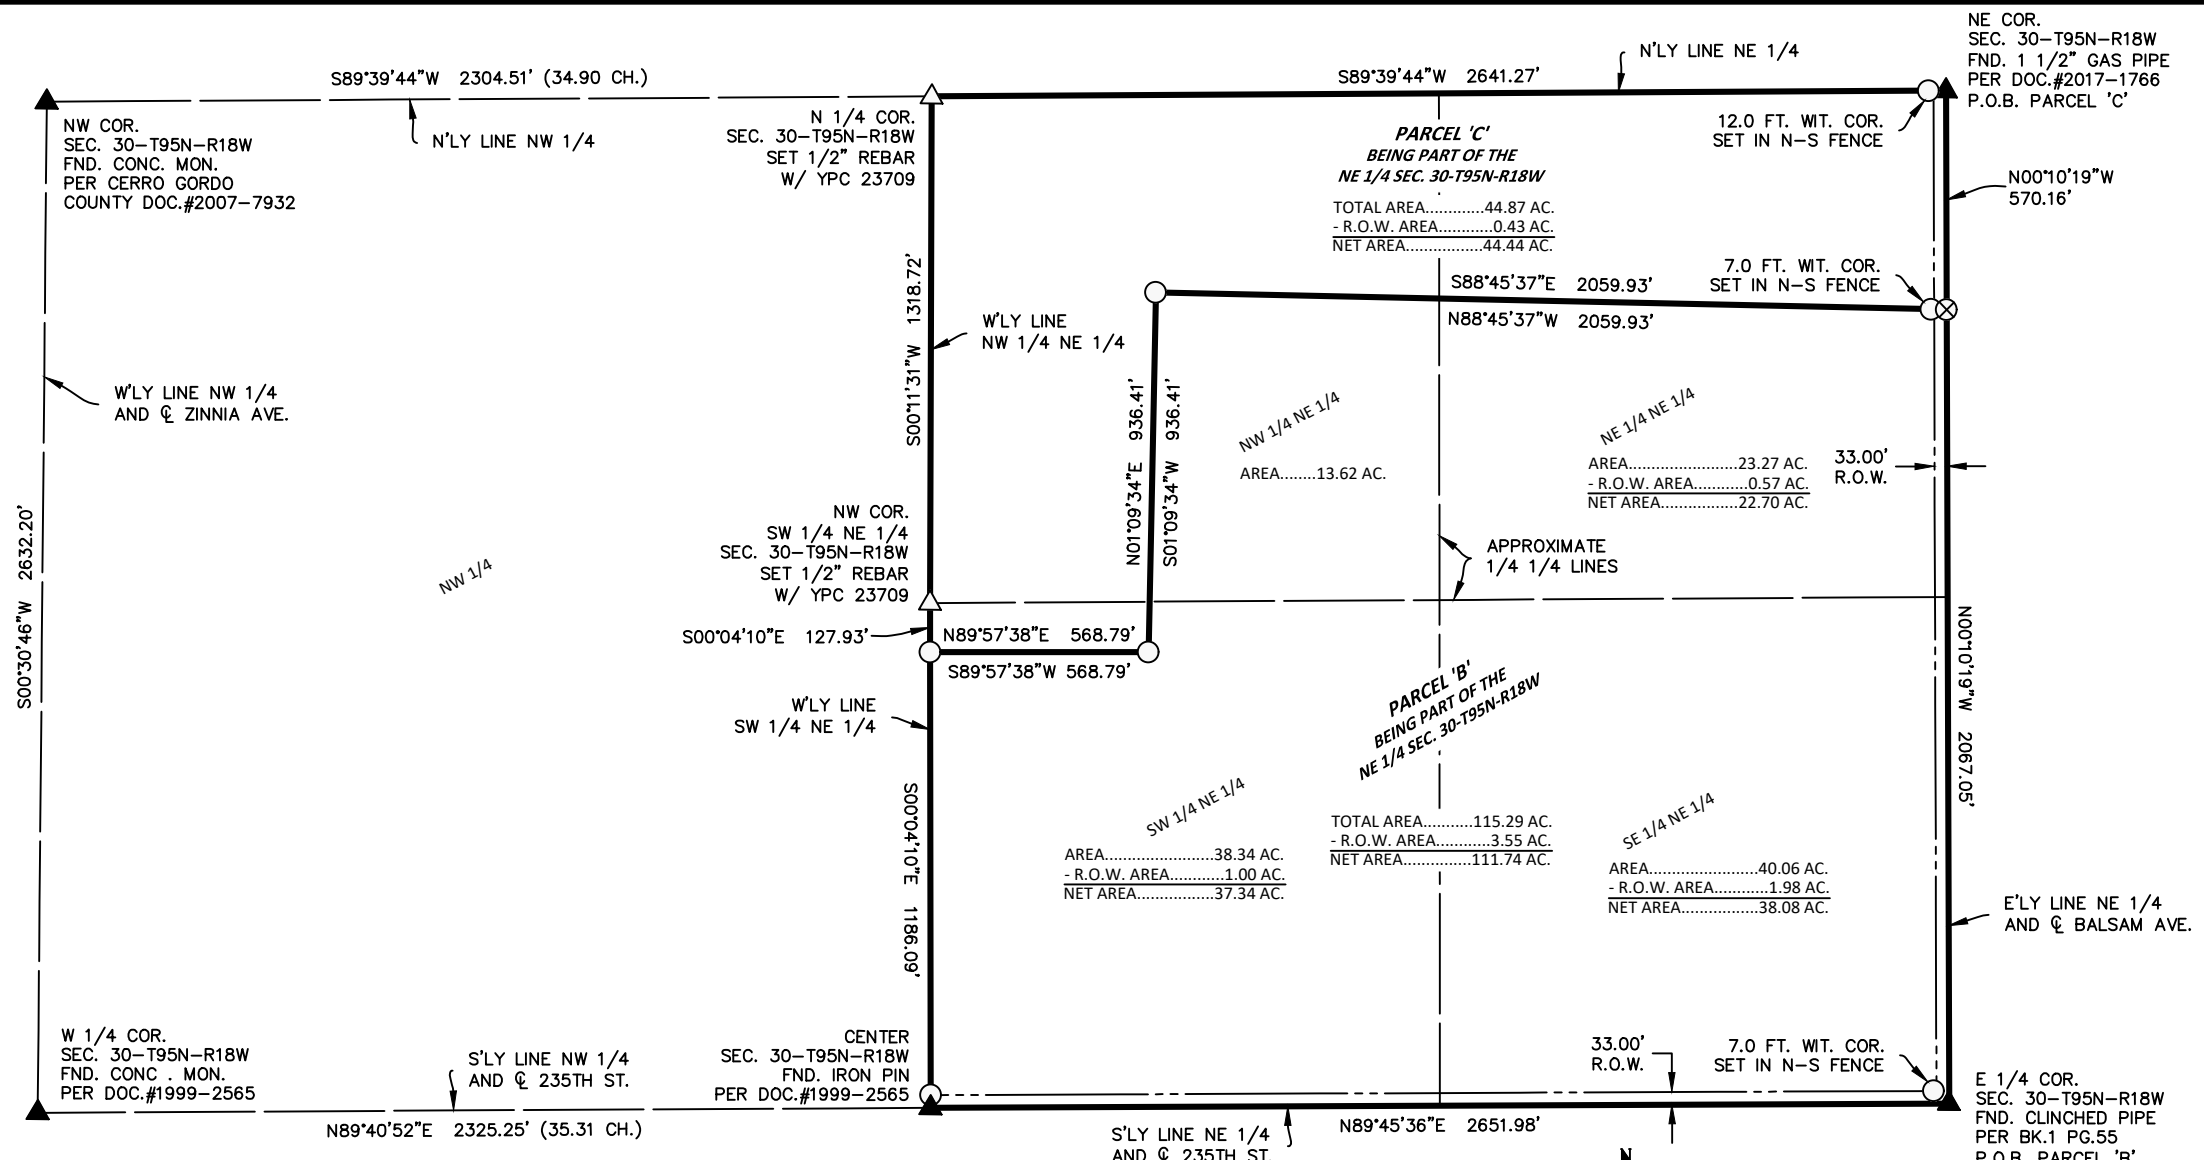 S89°39'44"W 2304.51' (34.90 CH.)
N'LY LINE NW 1/4
NW COR.
SEC. 30-T95N-R18W
FND. CONC. MON.
PER CERRO GORDO
COUNTY DOC.#2007-7932
N 1/4 COR.
SEC. 30-T95N-R18W
SET 1/2" REBAR
W/ YPC 23709
S89°39'44"W 2641.27'
N'LY LINE NE 1/4
NE COR.
SEC. 30-T95N-R18W
FND. 1 1/2" GAS PIPE
PER DOC.#2017-1766
P.O.B. PARCEL 'C'
12.0 FT. WIT. COR.
SET IN N-S FENCE
N00°10'19"W
570.16'
PARCEL 'C'
BEING PART OF THE
NE 1/4 SEC. 30-T95N-R18W
TOTAL AREA.............44.87 AC.
- R.O.W. AREA............0.43 AC.
NET AREA.................44.44 AC.
7.0 FT. WIT. COR.
SET IN N-S FENCE
S88°45'37"E 2059.93'
N88°45'37"W 2059.93'
S00°11'31"W 1318.72'
W'LY LINE
NW 1/4 NE 1/4
N01°09'34"E 936.41'
S01°09'34"W 936.41'
W'LY LINE NW 1/4
AND ℄ ZINNIA AVE.
S00°30'46"W 2632.20'
NW 1/4
NW 1/4 NE 1/4
AREA........13.62 AC.
NE 1/4 NE 1/4
AREA........................23.27 AC.
- R.O.W. AREA............0.57 AC.
NET AREA.................22.70 AC.
33.00'
R.O.W.
NW COR.
SW 1/4 NE 1/4
SEC. 30-T95N-R18W
SET 1/2" REBAR
W/ YPC 23709
APPROXIMATE
1/4 1/4 LINES
S00°04'10"E 127.93'
N89°57'38"E 568.79'
S89°57'38"W 568.79'
W'LY LINE
SW 1/4 NE 1/4
N00°10'19"W 2067.05'
PARCEL 'B'
BEING PART OF THE
NE 1/4 SEC. 30-T95N-R18W
TOTAL AREA...........115.29 AC.
- R.O.W. AREA............3.55 AC.
NET AREA...............111.74 AC.
SW 1/4 NE 1/4
AREA........................38.34 AC.
- R.O.W. AREA............1.00 AC.
NET AREA.................37.34 AC.
SE 1/4 NE 1/4
AREA........................40.06 AC.
- R.O.W. AREA............1.98 AC.
NET AREA.................38.08 AC.
S00°04'10"E 1186.09'
E'LY LINE NE 1/4
AND ℄ BALSAM AVE.
W 1/4 COR.
SEC. 30-T95N-R18W
FND. CONC . MON.
PER DOC.#1999-2565
S'LY LINE NW 1/4
AND ℄ 235TH ST.
CENTER
SEC. 30-T95N-R18W
FND. IRON PIN
PER DOC.#1999-2565
33.00'
R.O.W.
7.0 FT. WIT. COR.
SET IN N-S FENCE
E 1/4 COR.
SEC. 30-T95N-R18W
FND. CLINCHED PIPE
PER BK.1 PG.55
P.O.B. PARCEL 'B'
N89°40'52"E 2325.25' (35.31 CH.)
S'LY LINE NE 1/4
AND ℄ 235TH ST.
N89°45'36"E 2651.98'
N